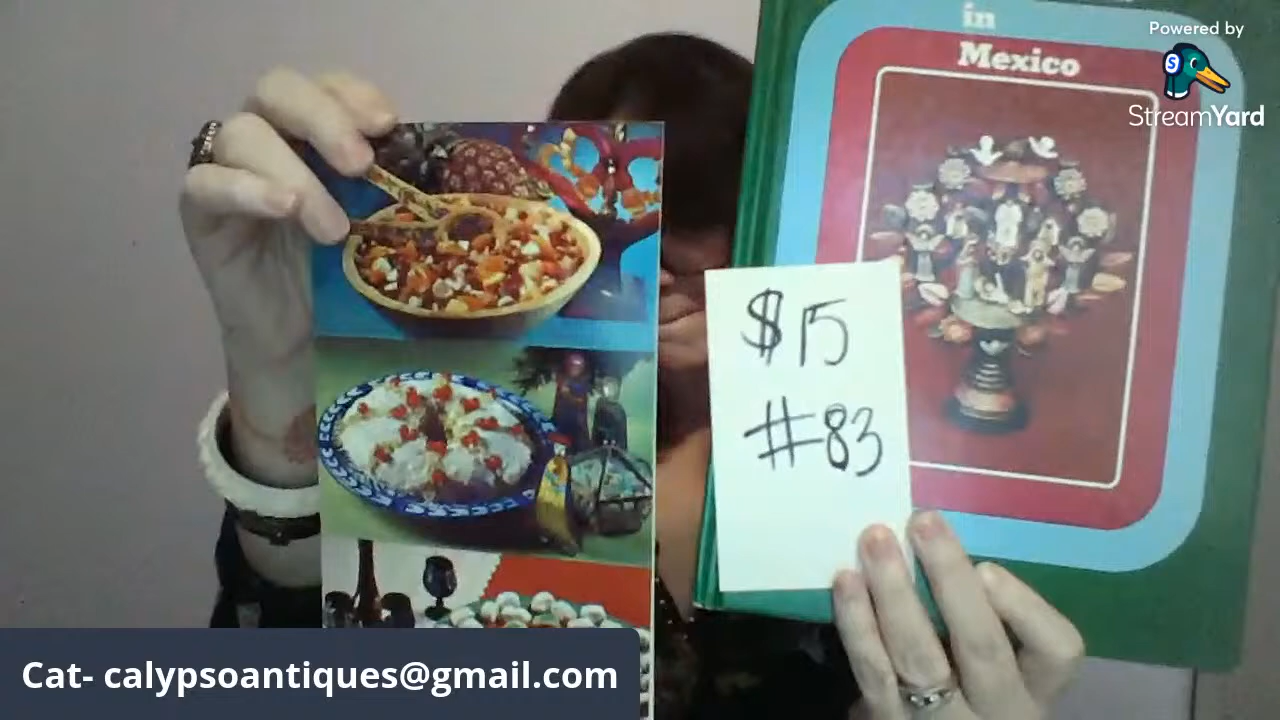 in
Mexico
Powered by
StreamYard
$15
#83
Cat- calypsoantiques@gmail.com